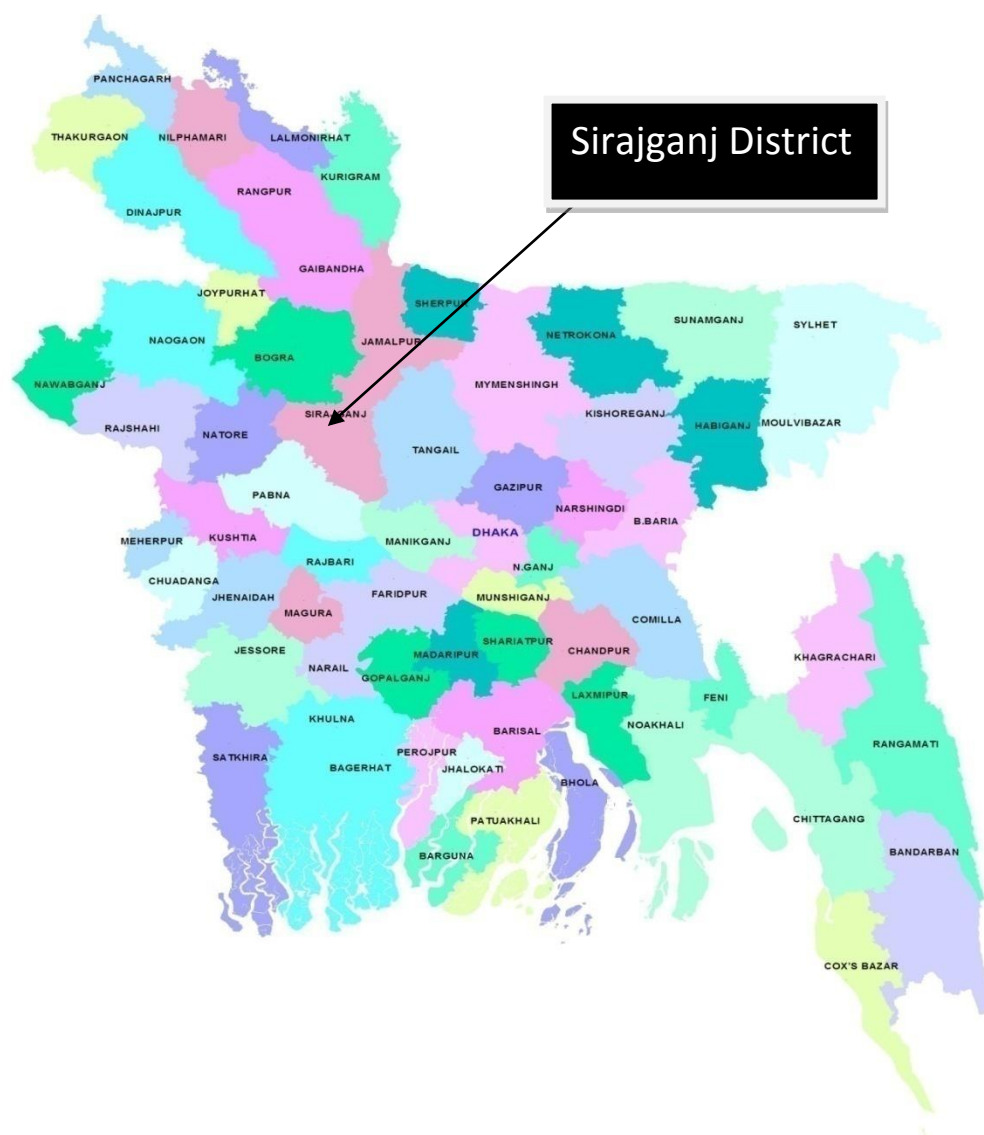 PANCHAGARH
THAKURGAON
NILPHAMARI
LALMONIRHAT
Sirajganj District
KURIGRAM
RANGPUR
DINAJPUR
GAIBANDHA
JOYPURHAT
SHERPUR
SUNAMGANJ
SYLHET
NAOGAON
JAMALPUR
NETROKONA
BOGRA
NAWABGANJ
MYMENSHINGH
SIRAJGANJ
KISHOREGANJ
RAJSHAHI
NATORE
HABIGANJ
MOULVIBAZAR
TANGAIL
GAZIPUR
PABNA
NARSHINGDI
B.BARIA
DHAKA
MEHERPUR
KUSHTIA
MANIKGANJ
RAJBARI
N.GANJ
CHUADANGA
JHENAIDAH
FARIDPUR
MUNSHIGANJ
MAGURA
COMILLA
SHARIATPUR
JESSORE
MADARIPUR
CHANDPUR
KHAGRACHARI
NARAIL
GOPALGANJ
LAXMIPUR
FENI
KHULNA
NOAKHALI
BARISAL
RANGAMATI
SATKHIRA
PEROJPUR
BAGERHAT
JHALOKATI
BHOLA
PATUAKHALI
CHITTAGANG
BARGUNA
BANDARBAN
COX'S BAZAR